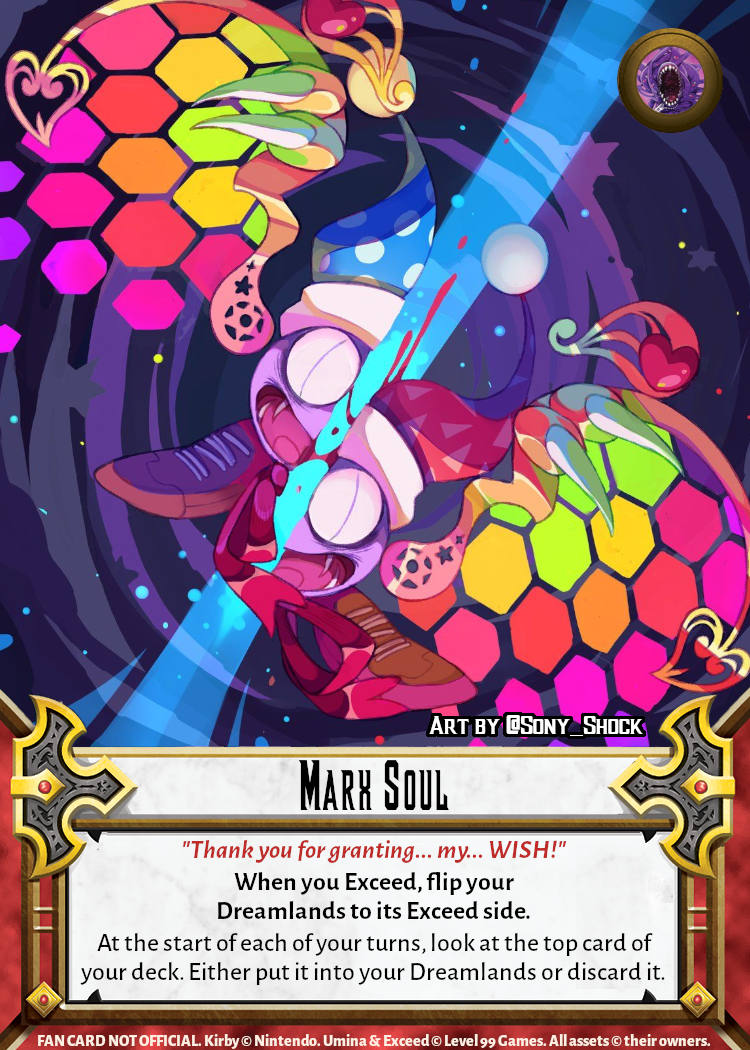 Art by @Sony_Shock
Marx Soul
"Thank you for granting... my... WISH!"
When you Exceed, flip your
Dreamlands to its Exceed side.
At the start of each of your turns, look at the top card of
your deck. Either put it into your Dreamlands or discard it.
FAN CARD NOT OFFICIAL. Kirby © Nintendo. Umina & Exceed © Level 99 Games. All assets © their owners.